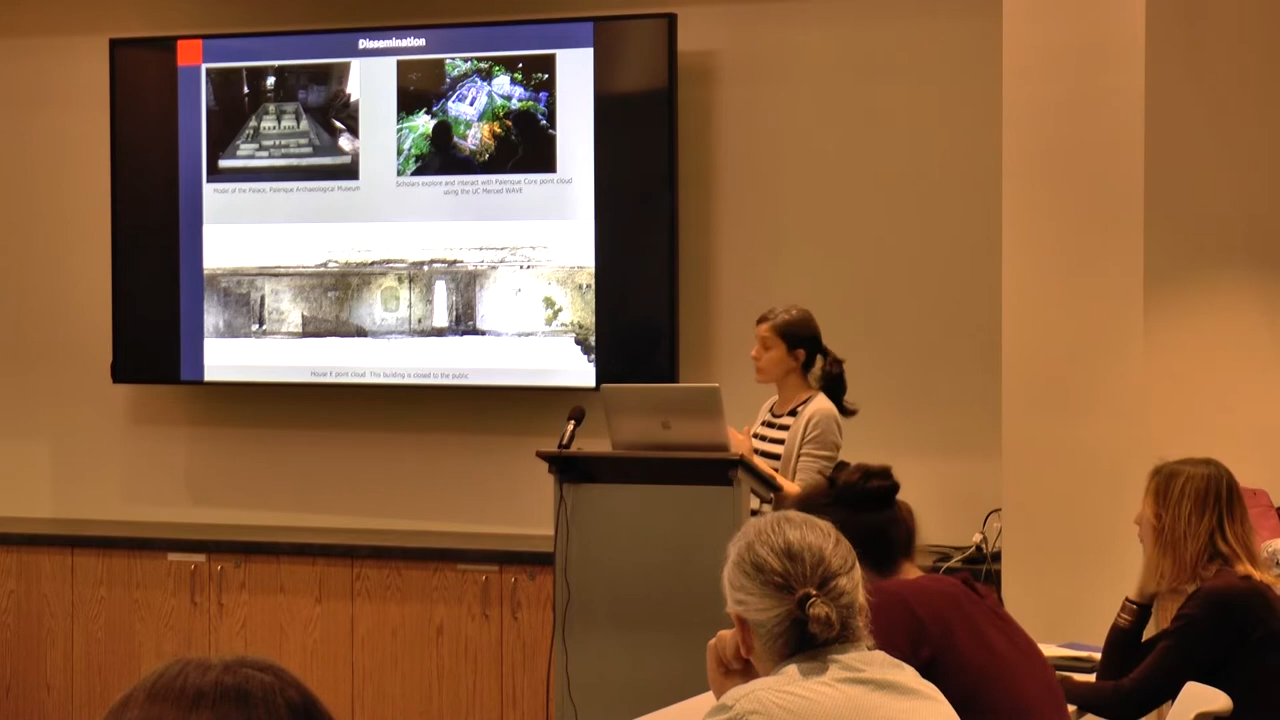 Dissemination
Model of the Palace, Palenque Archaeological Museum
Scholars explore and interact with Palenque Core point cloud
using the UC Merced WAVE
House E point cloud. This building is closed to the public